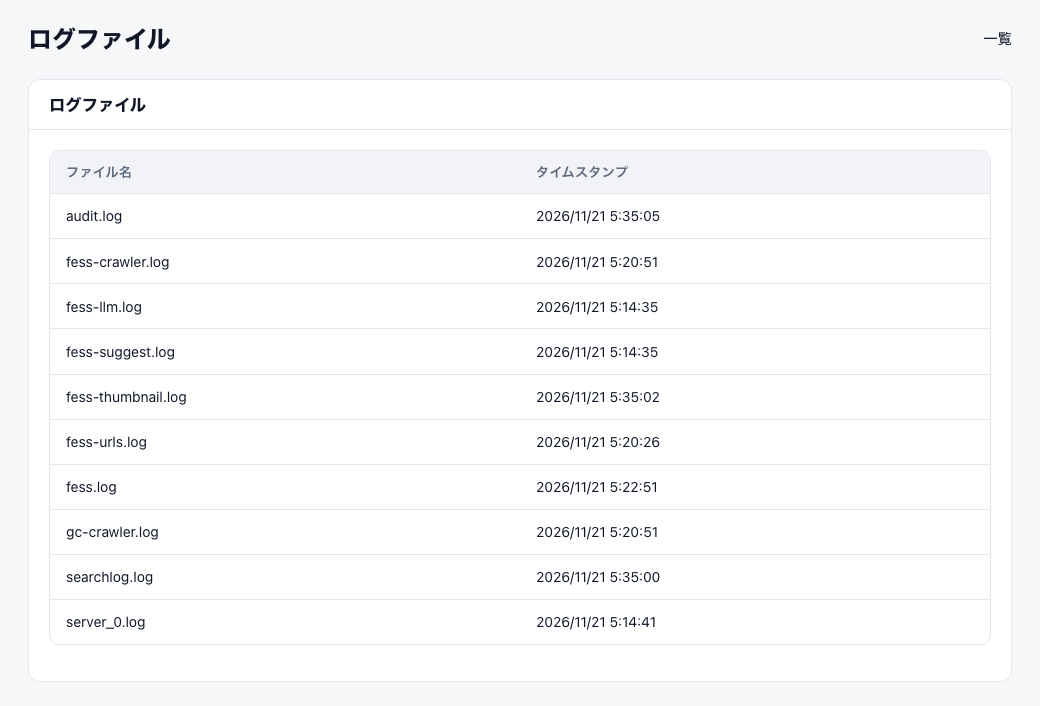 ログファイル
一覧
ログファイル
ファイル名 タイムスタンプ
audit.log 2026/11/21 5:35:05
fess-crawler.log 2026/11/21 5:20:51
fess-llm.log 2026/11/21 5:14:35
fess-suggest.log 2026/11/21 5:14:35
fess-thumbnail.log 2026/11/21 5:35:02
fess-urls.log 2026/11/21 5:20:26
fess.log 2026/11/21 5:22:51
gc-crawler.log 2026/11/21 5:20:51
searchlog.log 2026/11/21 5:35:00
server_0.log 2026/11/21 5:14:41